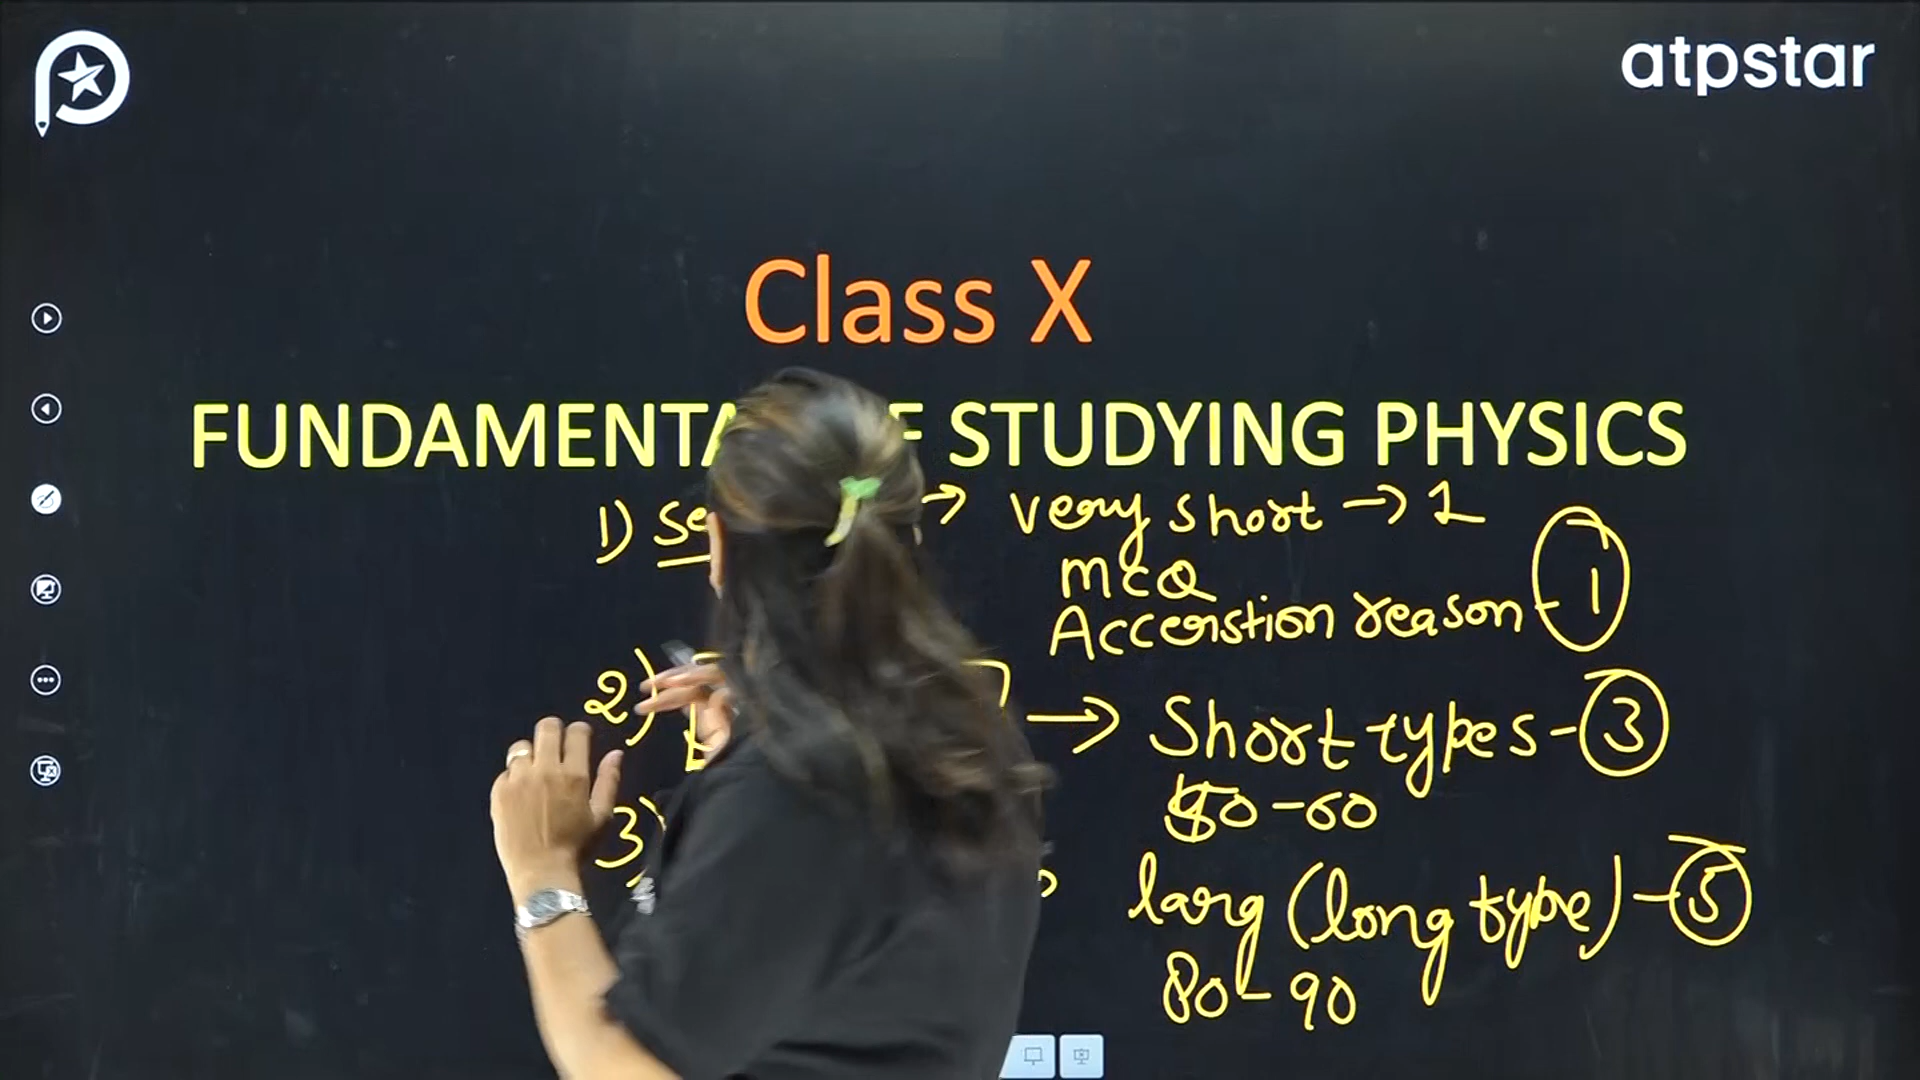 atpstar
Class X
FUNDAMENTA F STUDYING PHYSICS
1) Se → very short → 1
MCQ
Accerstion reason - 1
2) → Short types - 3
50 - 60
3) larg (long type) - 5
80 - 90